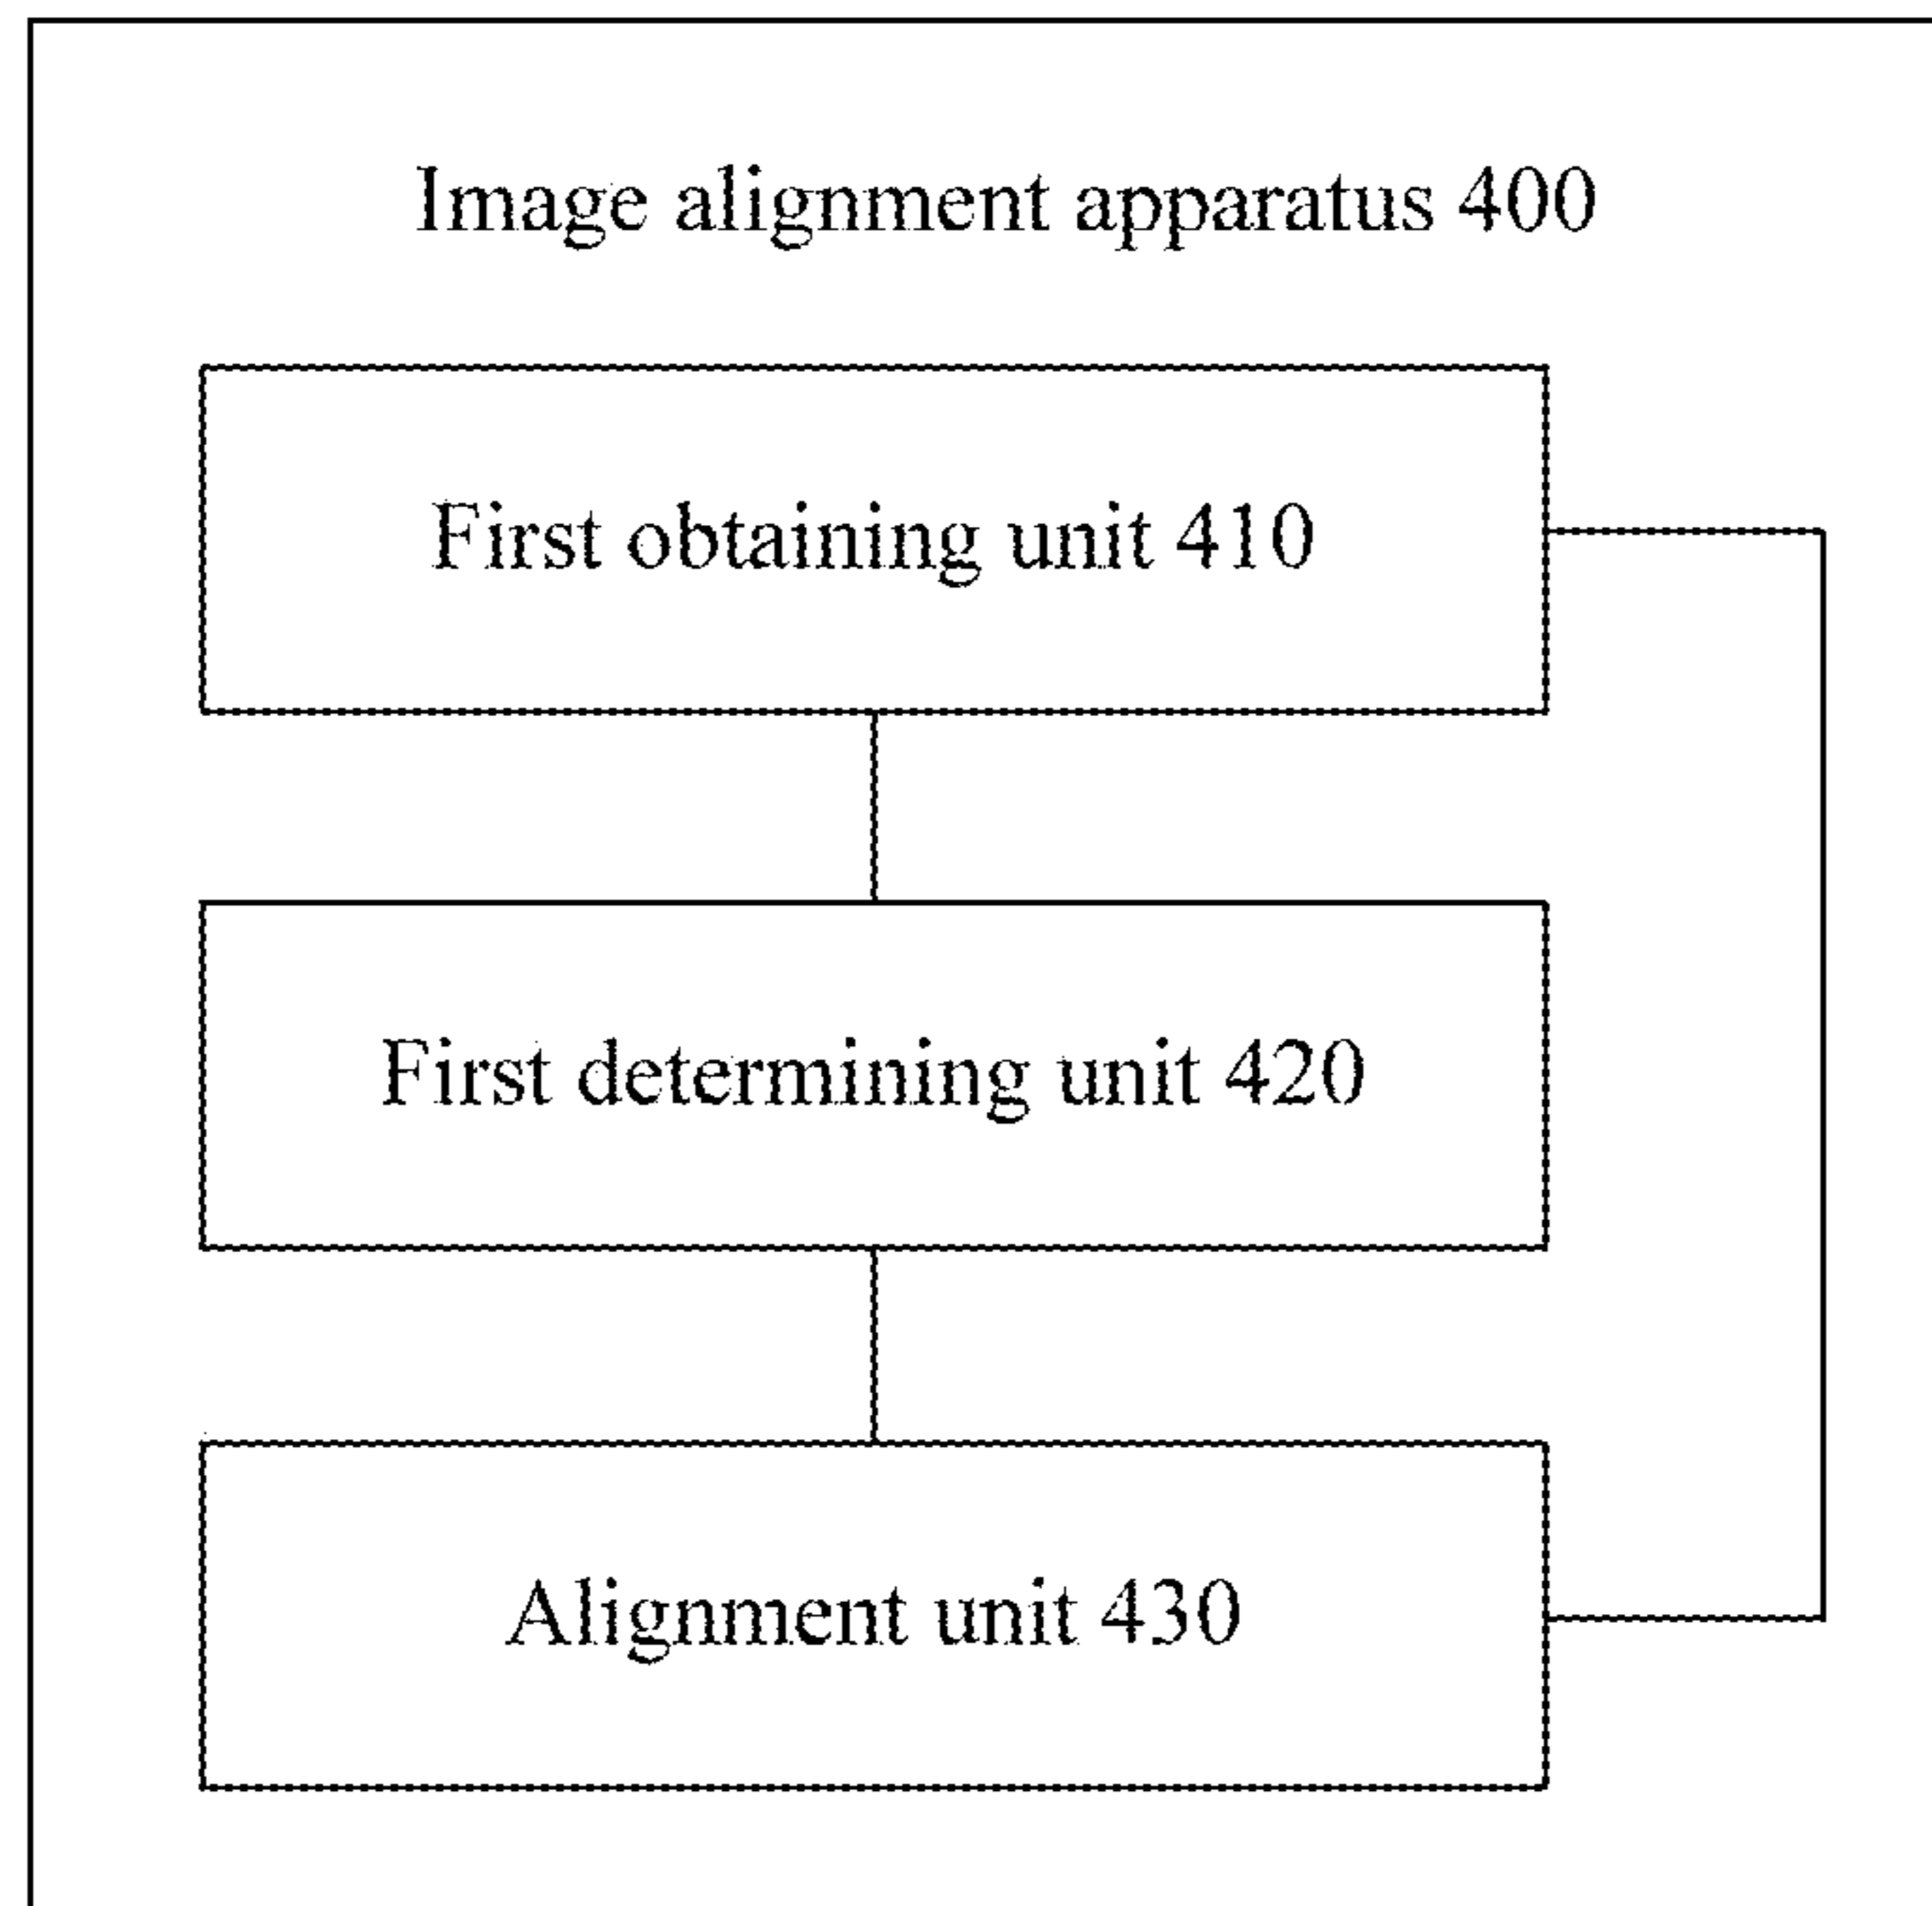 Image alignment apparatus 400
First obtaining unit 410
First determining unit 420
Alignment unit 430